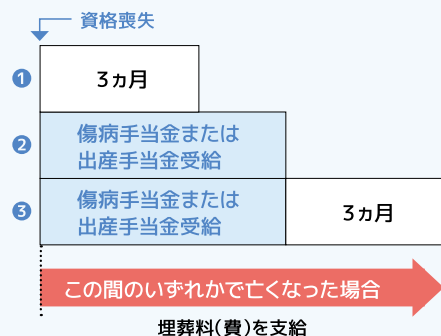 資格喪失
❶ 3ヵ月
❷ 傷病手当金または
出産手当金受給
❸ 傷病手当金または
出産手当金受給
3ヵ月
この間のいずれかで亡くなった場合
埋葬料(費)を支給